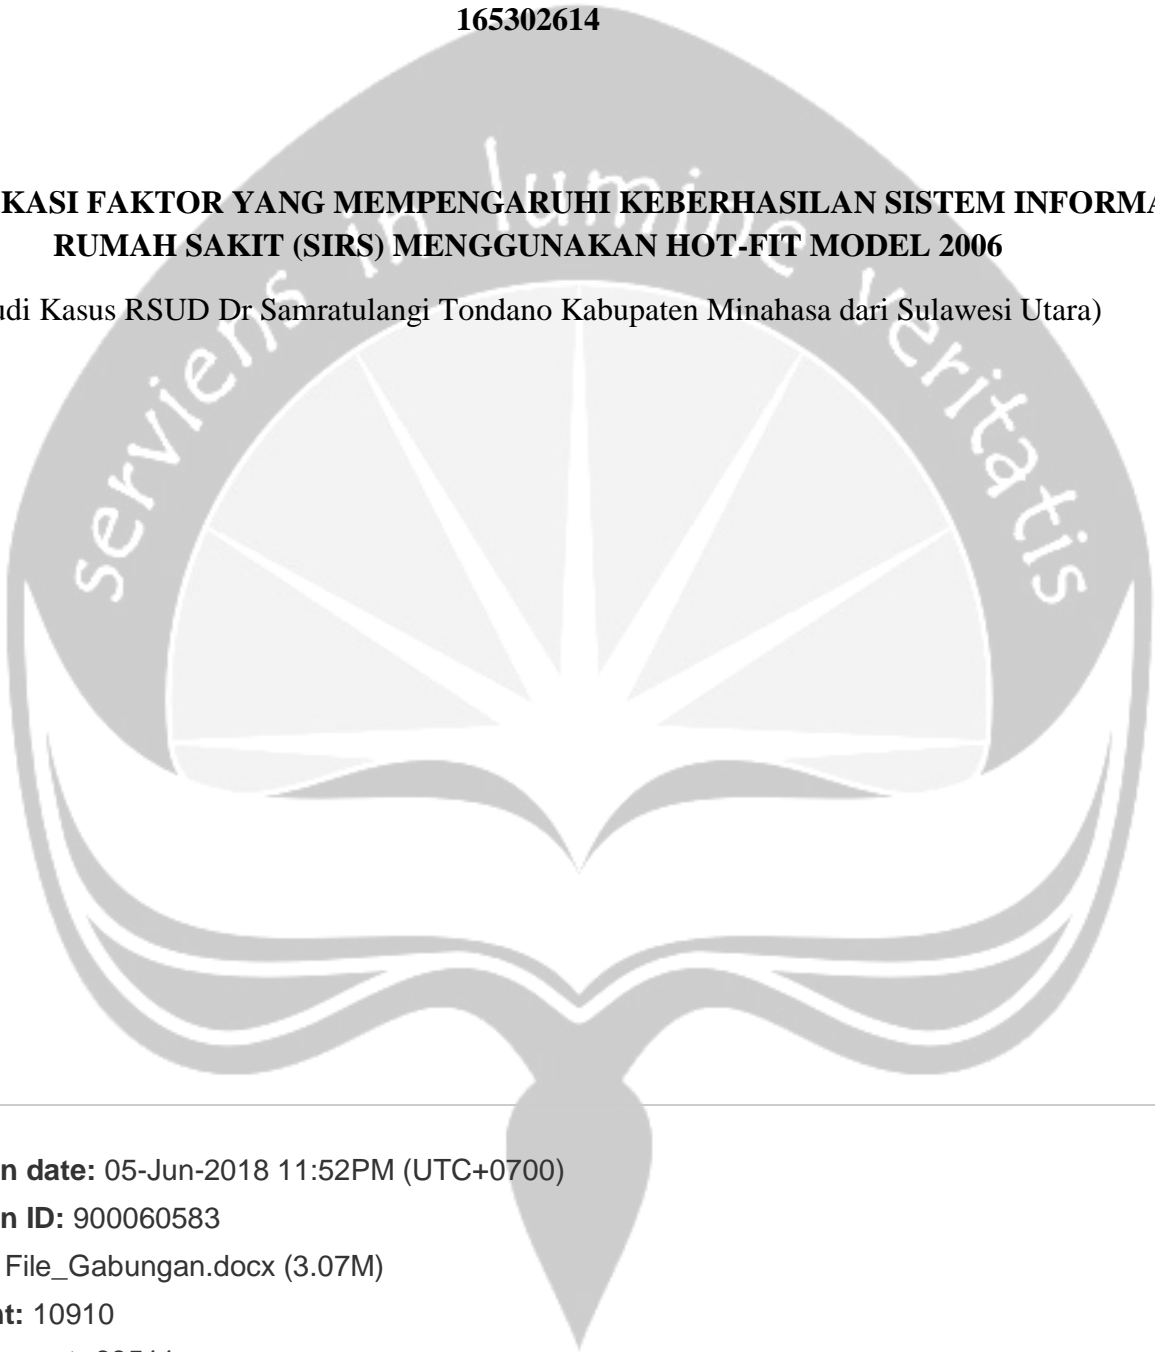 165302614
KASI FAKTOR YANG MEMPENGARUHI KEBERHASILAN SISTEM INFORMA
RUMAH SAKIT (SIRS) MENGGUNAKAN HOT-FIT MODEL 2006
udi Kasus RSUD Dr Samratulangi Tondano Kabupaten Minahasa dari Sulawesi Utara)
serviens in lumine veritatis
n date: 05-Jun-2018 11:52PM (UTC+0700)
n ID: 900060583
File_Gabungan.docx (3.07M)
nt: 10910